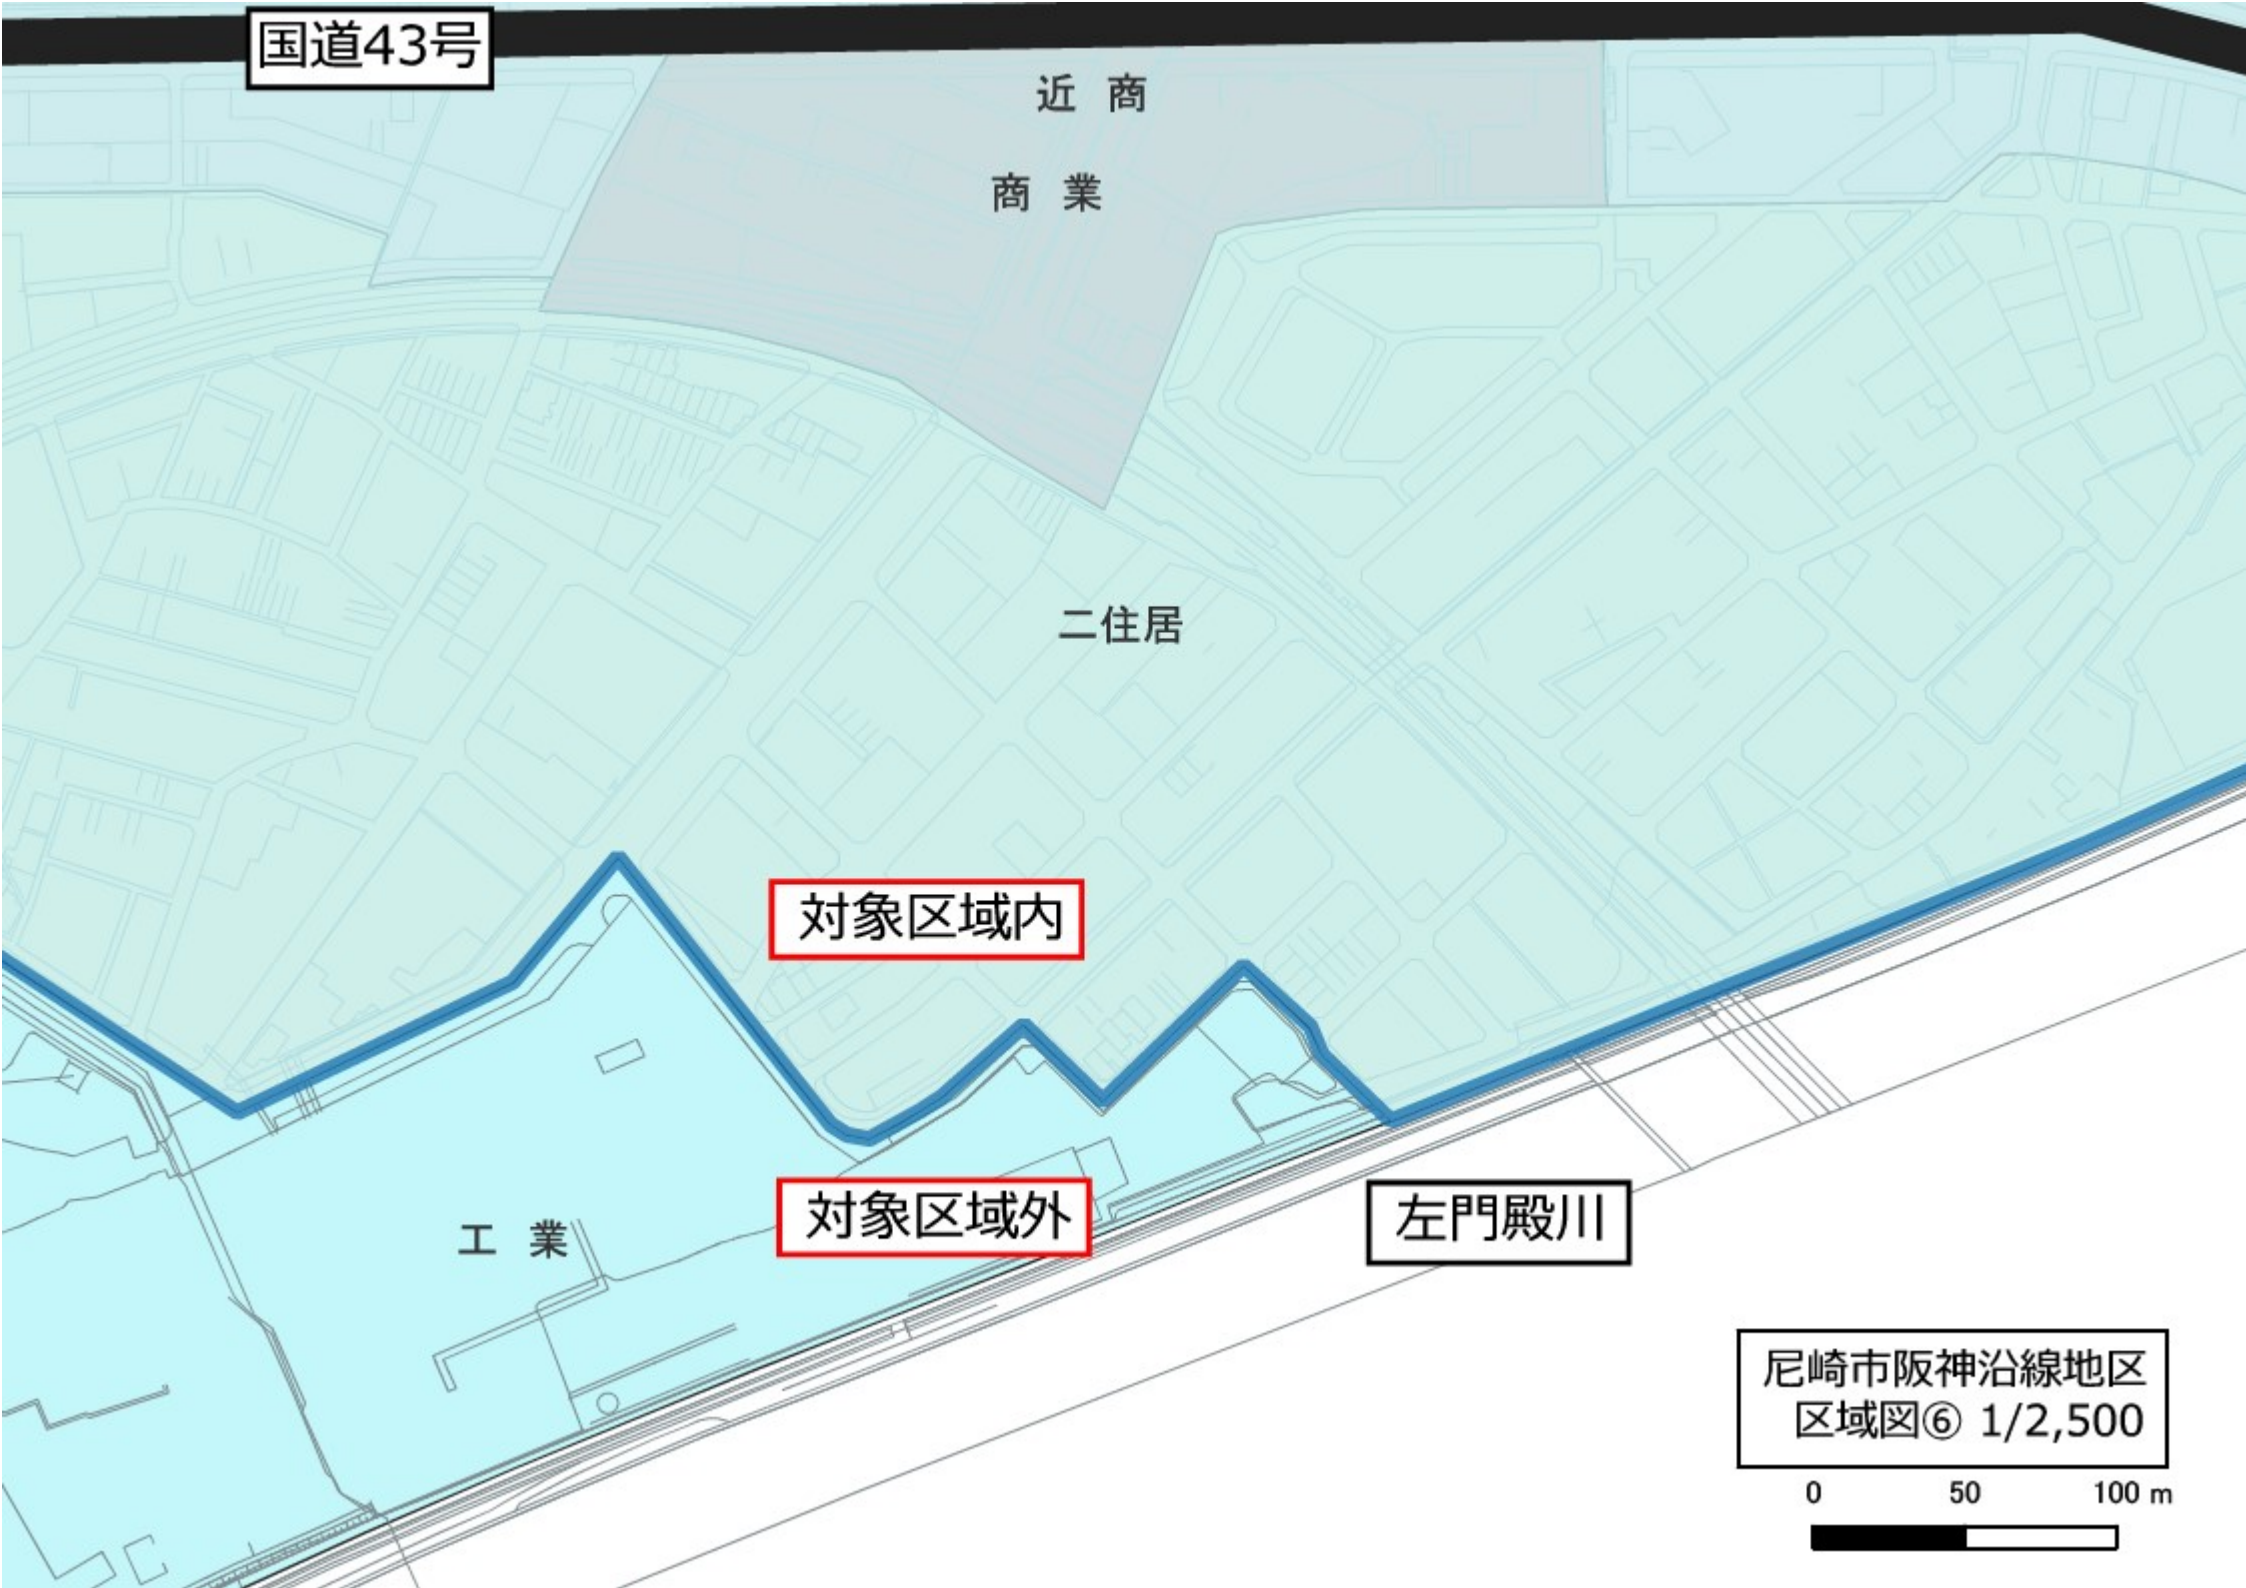 国道43号
近 商
商 業
二住居
対象区域内
対象区域外
工 業
左門殿川
尼崎市阪神沿線地区
区域図⑥ 1/2,500
0 50 100 m